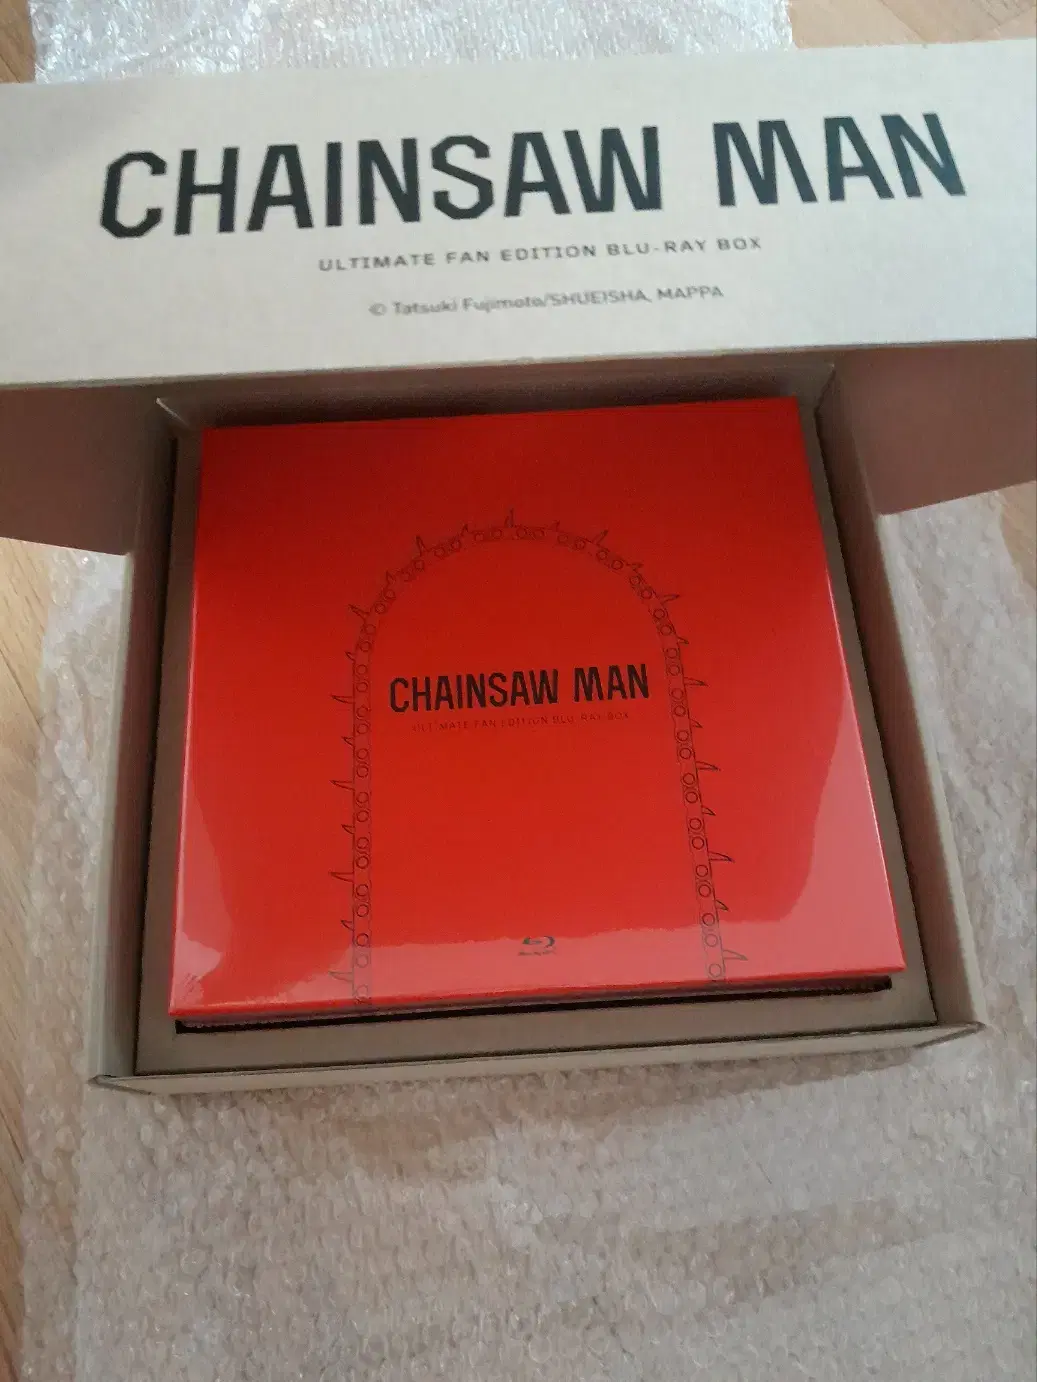 CHAINSAW MAN
ULTIMATE FAN EDITION BLU-RAY BOX
© Tatsuki Fujimoto/SHUEISHA, MAPPA
CHAINSAW MAN
ULTIMATE FAN EDITION BLU-RAY BOX